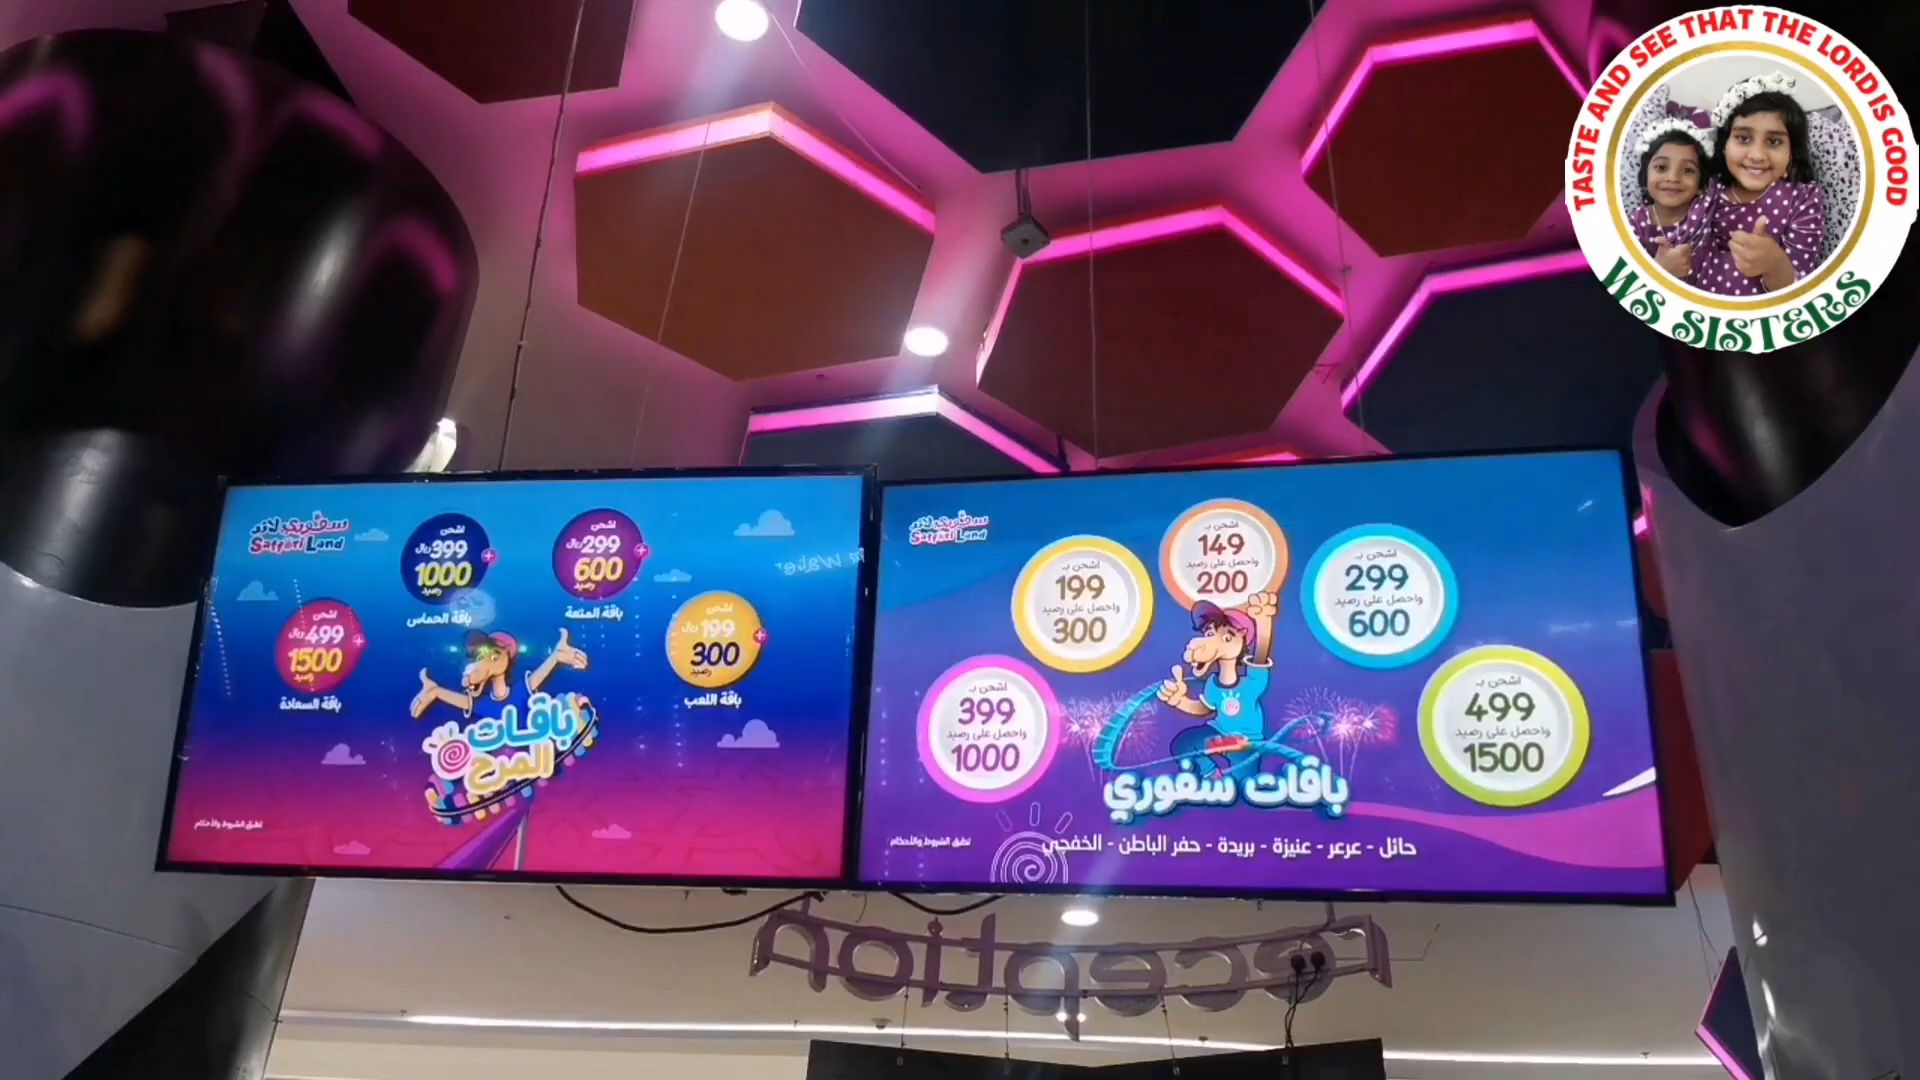 TASTE AND SEE THAT THE LORD IS GOOD
WS SISTERS
سفوري لاند
Saffori Land
اشحن
399 ريال
1000
رصيد
باقة الحماس
اشحن
299 ريال
600
رصيد
باقة المتعة
اشحن
499 ريال
1500
رصيد
باقة السعادة
اشحن
199 ريال
300
رصيد
باقة اللعب
باقات
المرح
تطبق الشروط والأحكام
سفوري لاند
Saffori Land
اشحن بـ
149
واحصل على رصيد
200
اشحن بـ
199
واحصل على رصيد
300
اشحن بـ
299
واحصل على رصيد
600
اشحن بـ
399
واحصل على رصيد
1000
اشحن بـ
499
واحصل على رصيد
1500
باقات سفوري
حائل - عرعر - عنيزة - بريدة - حفر الباطن - الخفجي
تطبق الشروط والأحكام
reception